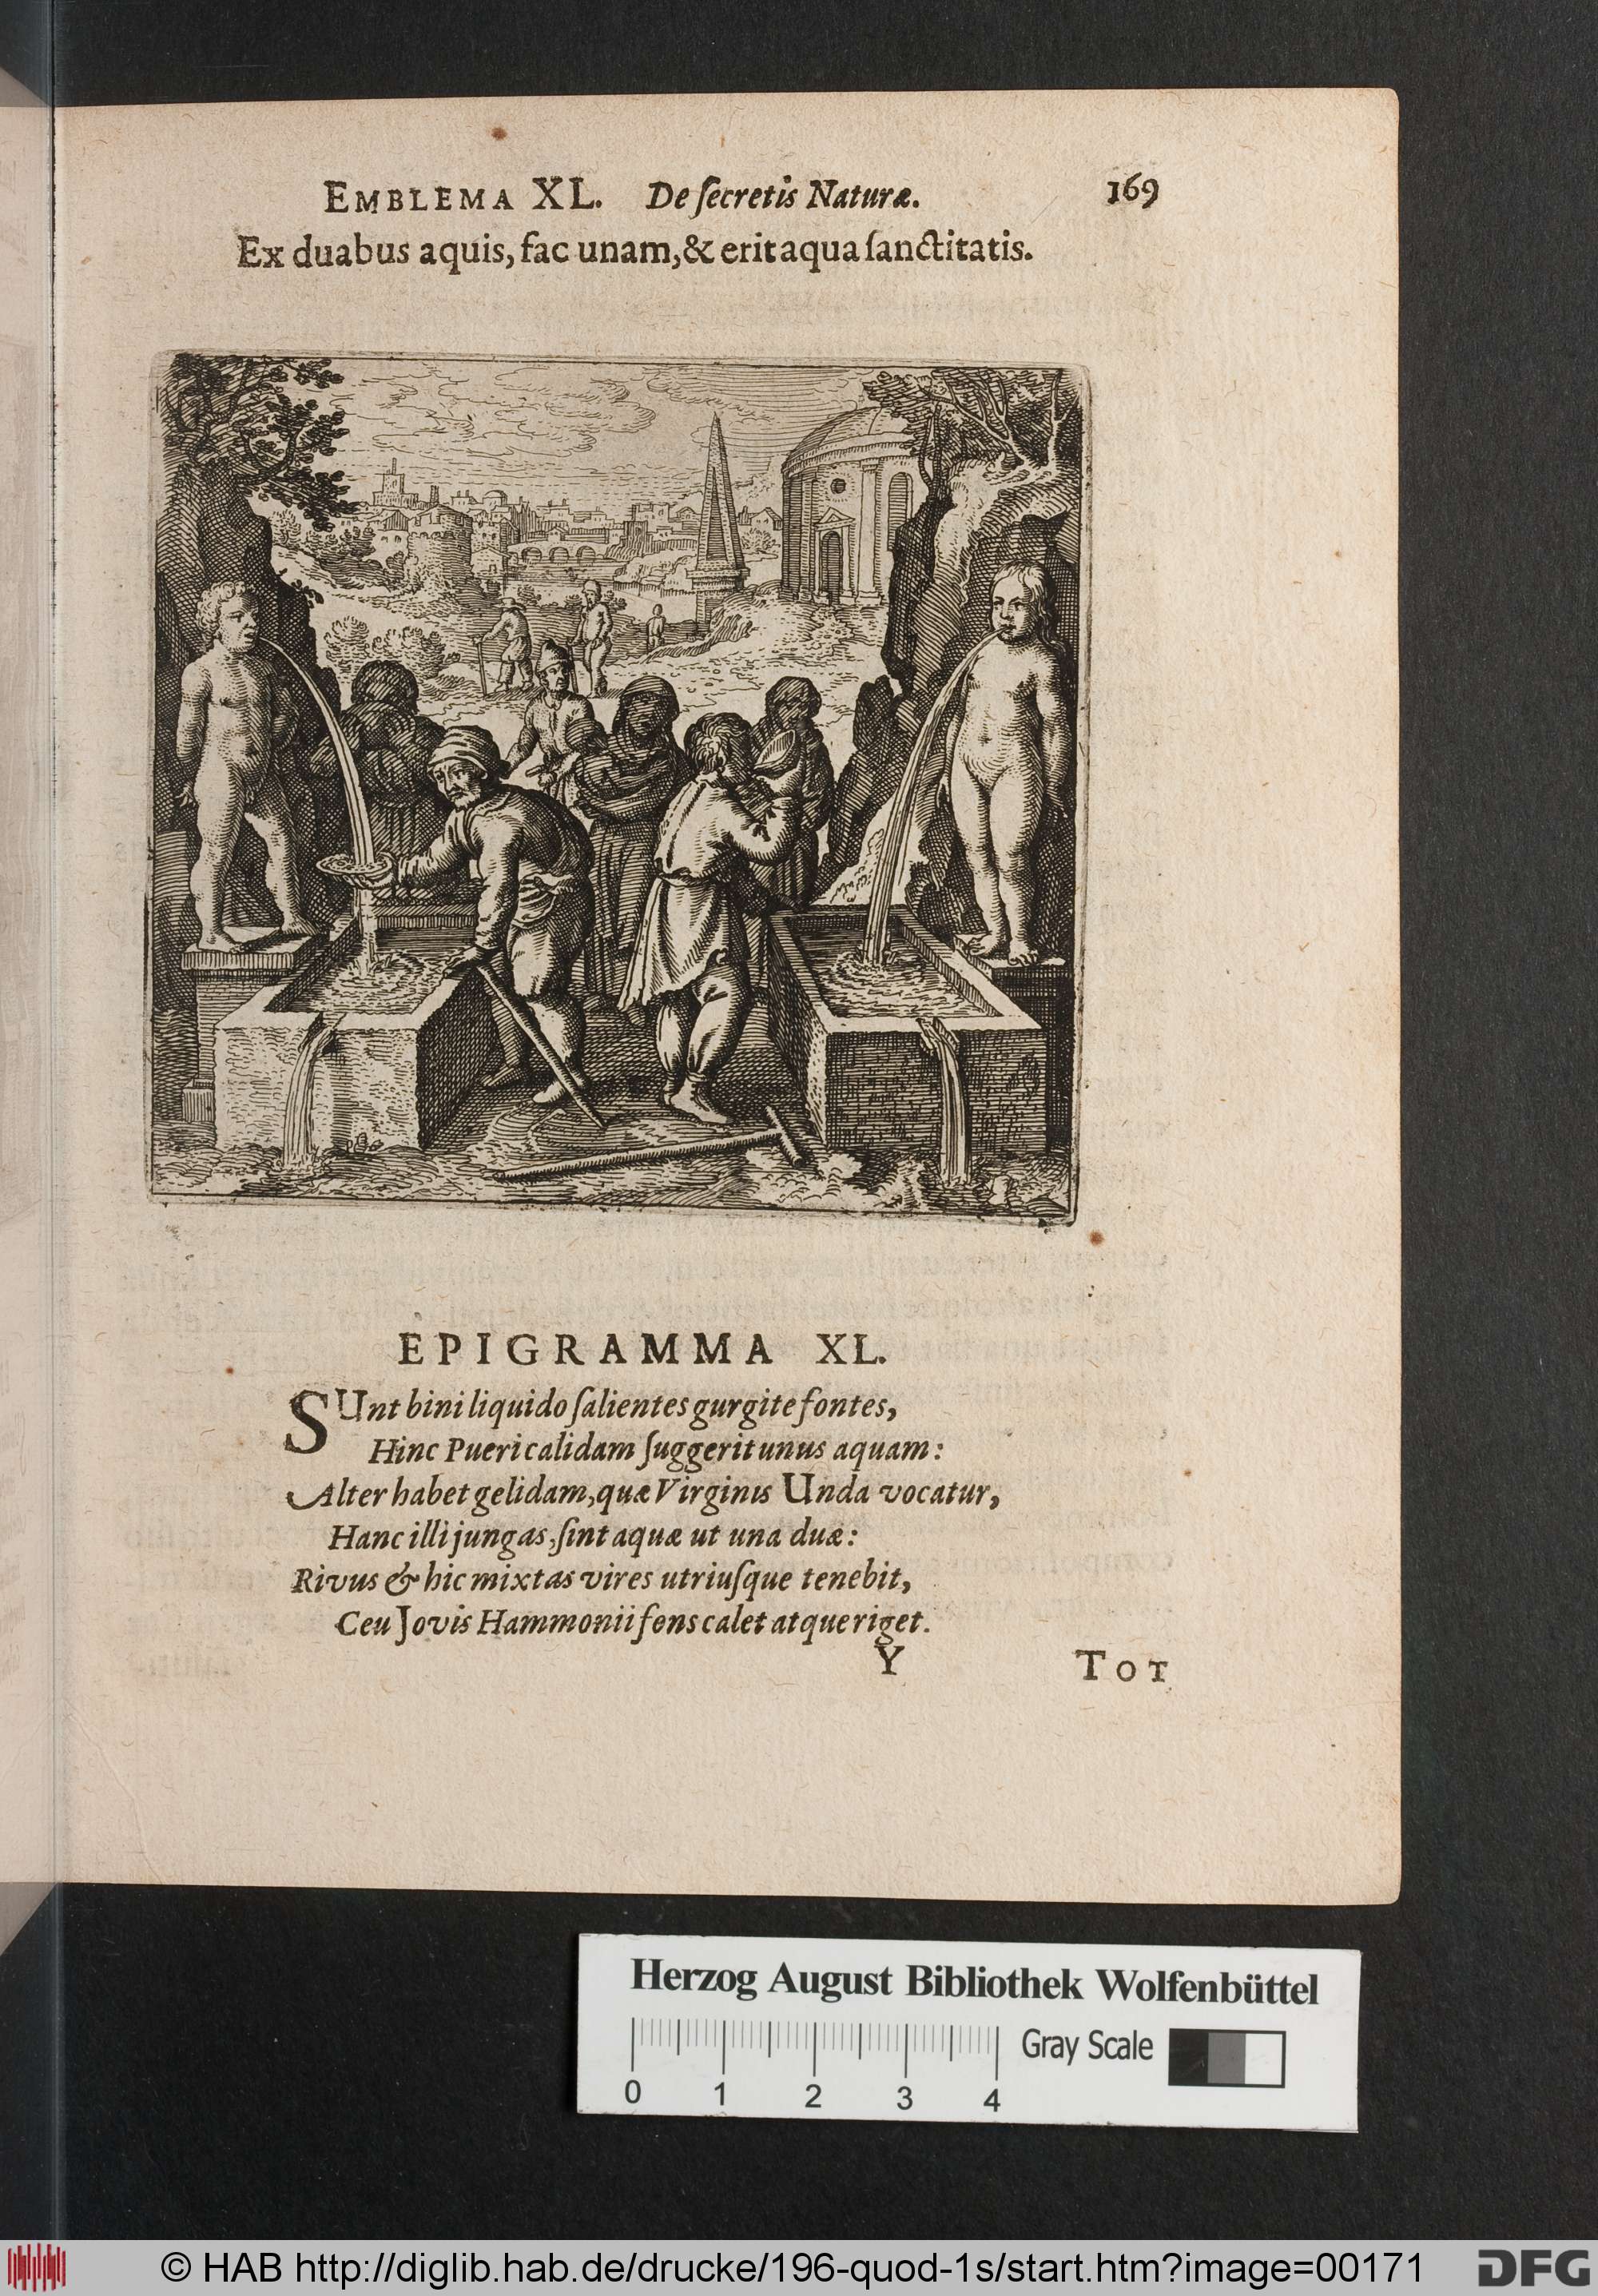 EMBLEMA XL. De ſecretis Naturæ. 169
Ex duabus aquis, fac unam, & erit aqua ſanctitatis.
EPIGRAMMA XL.
SUnt bini liquido ſalientes gurgite fontes,
Hinc Pueri calidam ſuggerit unus aquam:
Alter habet gelidam, quæ Virginis Unda vocatur,
Hanc illi jungas, ſint aquæ ut una duæ:
Rivus & hic mixtas vires utriuſque tenebit,
Ceu Jovis Hammonii fons calet atque riget.
Y TOT
Herzog August Bibliothek Wolfenbüttel
Gray Scale
0 1 2 3 4
© HAB http://diglib.hab.de/drucke/196-quod-1s/start.htm?image=00171 DFG